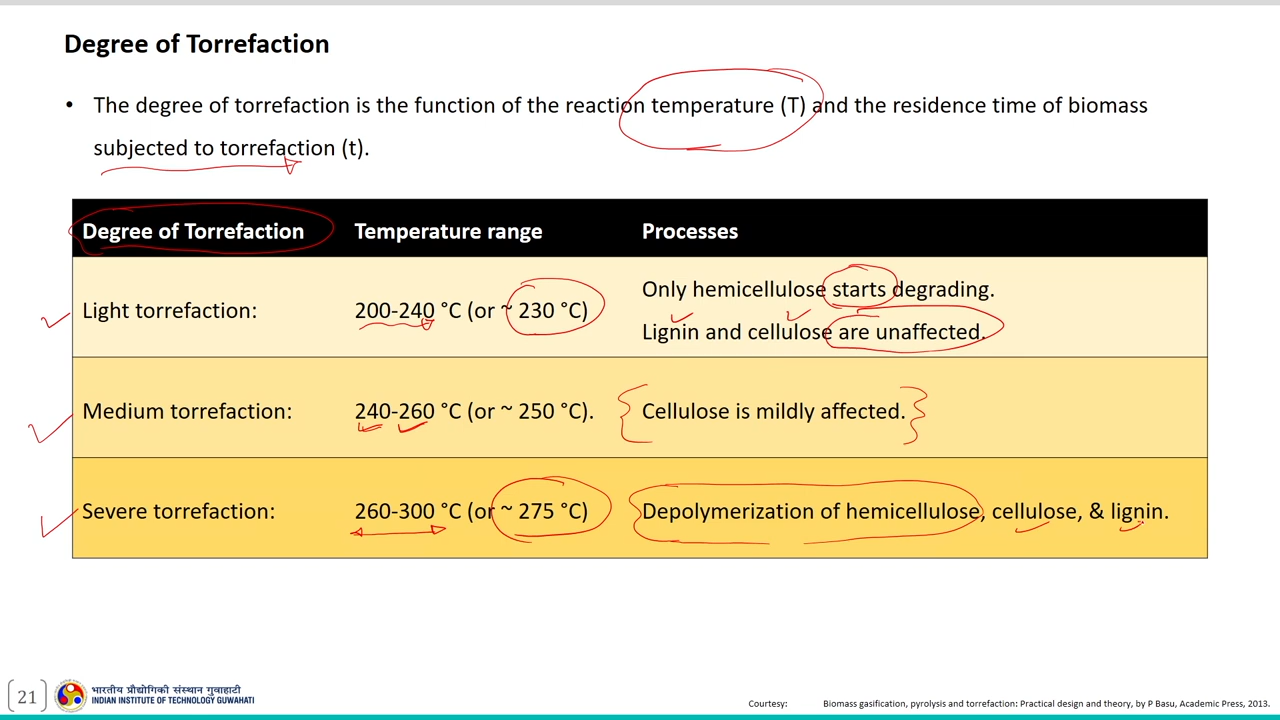 Degree of Torrefaction
• The degree of torrefaction is the function of the reaction temperature (T) and the residence time of biomass
subjected to torrefaction (t).
Degree of Torrefaction Temperature range Processes
Light torrefaction: 200-240 °C (or ~ 230 °C) Only hemicellulose starts degrading.
Lignin and cellulose are unaffected.
Medium torrefaction: 240-260 °C (or ~ 250 °C). Cellulose is mildly affected.
Severe torrefaction: 260-300 °C (or ~ 275 °C) Depolymerization of hemicellulose, cellulose, & lignin.
21
भारतीय प्रौद्योगिकी संस्थान गुवाहाटी
INDIAN INSTITUTE OF TECHNOLOGY GUWAHATI
Courtesy: Biomass gasification, pyrolysis and torrefaction: Practical design and theory, by P Basu, Academic Press, 2013.